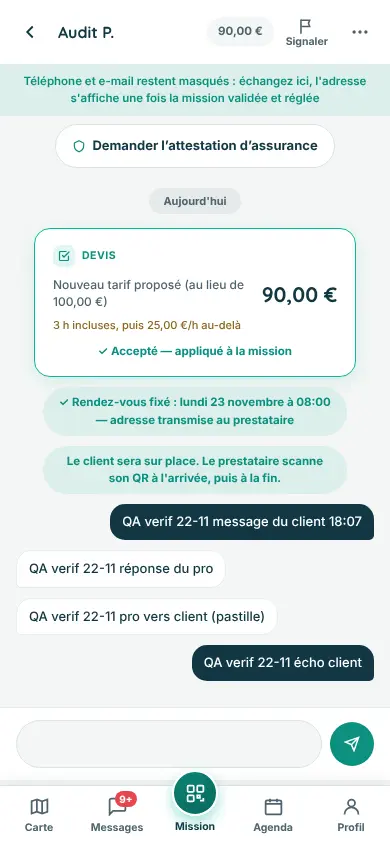 Audit P.
90,00 €
Signaler
Téléphone et e-mail restent masqués : échangez ici, l'adresse
s'affiche une fois la mission validée et réglée
Demander l’attestation d’assurance
Aujourd'hui
DEVIS
Nouveau tarif proposé (au lieu de
100,00 €)
90,00 €
3 h incluses, puis 25,00 €/h au-delà
✓ Accepté — appliqué à la mission
✓ Rendez-vous fixé : lundi 23 novembre à 08:00
— adresse transmise au prestataire
Le client sera sur place. Le prestataire scanne
son QR à l'arrivée, puis à la fin.
QA verif 22-11 message du client 18:07
QA verif 22-11 réponse du pro
QA verif 22-11 pro vers client (pastille)
QA verif 22-11 écho client
9+
Carte
Messages
Mission
Agenda
Profil